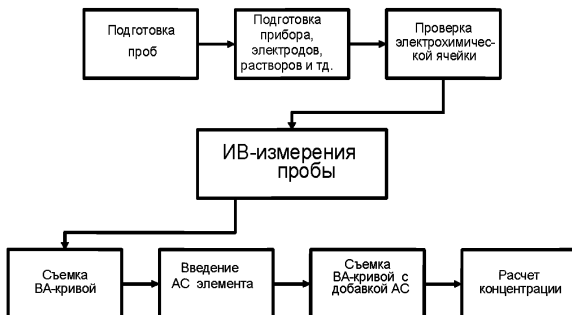 Подготовка
проб
Подготовка
прибора,
электродов,
растворов и тд.
Проверка
электрохимичес-
кой ячейки
ИВ-измерения
пробы
Съемка
ВА-кривой
Введение
АС элемента
Съемка
ВА-кривой с
добавкой АС
Расчет
концентрации